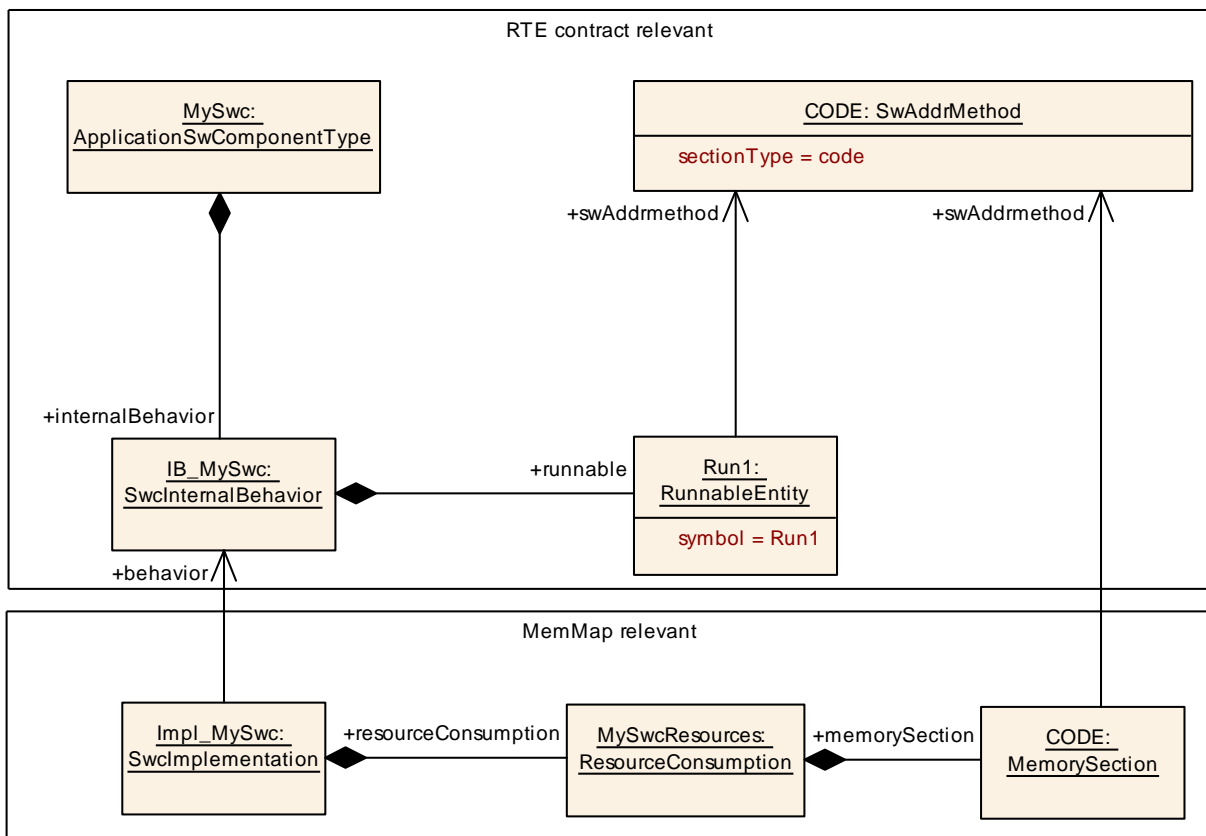 RTE contract relevant
MySwc:
ApplicationSwComponentType
CODE: SwAddrMethod
sectionType = code
+swAddrmethod
+swAddrmethod
+internalBehavior
IB_MySwc:
SwcInternalBehavior
+runnable
Run1:
RunnableEntity
symbol = Run1
+behavior
MemMap relevant
Impl_MySwc:
SwcImplementation
+resourceConsumption
MySwcResources:
ResourceConsumption
+memorySection
CODE:
MemorySection